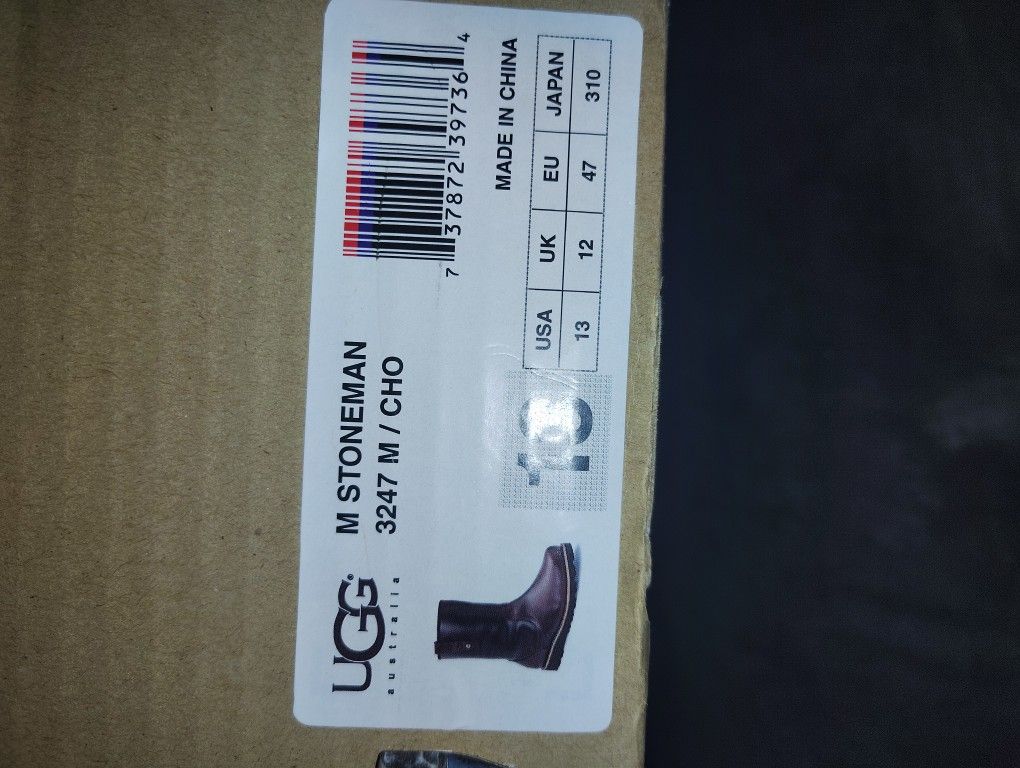 UGG®
australia
M STONEMAN
3247 M / CHO
7 37872 39736 4
MADE IN CHINA
13
USA UK EU JAPAN
13 12 47 310